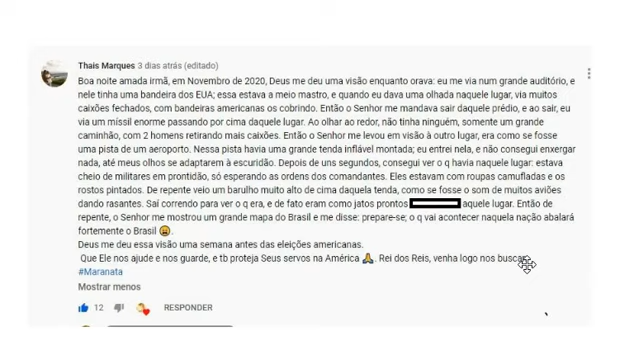 Thais Marques 3 dias atrás (editado)
Boa noite amada irmã, em Novembro de 2020, Deus me deu uma visão enquanto orava: eu me via num grande auditório, e
nele tinha uma bandeira dos EUA; essa estava a meio mastro, e quando eu dava uma olhada naquele lugar, via muitos
caixões fechados, com bandeiras americanas os cobrindo. Então o Senhor me mandava sair daquele prédio, e ao sair, eu
via um míssil enorme passando por cima daquele lugar. Ao olhar ao redor, não tinha ninguém, somente um grande
caminhão, com 2 homens retirando mais caixões. Então o Senhor me levou em visão à outro lugar, era como se fosse
uma pista de um aeroporto. Nessa pista havia uma grande tenda inflável montada; eu entrei nela, e não consegui enxergar
nada, até meus olhos se adaptarem à escuridão. Depois de uns segundos, consegui ver o q havia naquele lugar: estava
cheio de militares em prontidão, só esperando as ordens dos comandantes. Eles estavam com roupas camufladas e os
rostos pintados. De repente veio um barulho muito alto de cima daquela tenda, como se fosse o som de muitos aviões
dando rasantes. Saí correndo para ver o q era, e de fato eram como jatos prontos aquele lugar. Então de
repente, o Senhor me mostrou um grande mapa do Brasil e me disse: prepare-se; o q vai acontecer naquela nação abalará
fortemente o Brasil 😩.
Deus me deu essa visão uma semana antes das eleições americanas.
Que Ele nos ajude e nos guarde, e tb proteja Seus servos na América 🙏. Rei dos Reis, venha logo nos buscar
#Maranata
Mostrar menos
12 RESPONDER